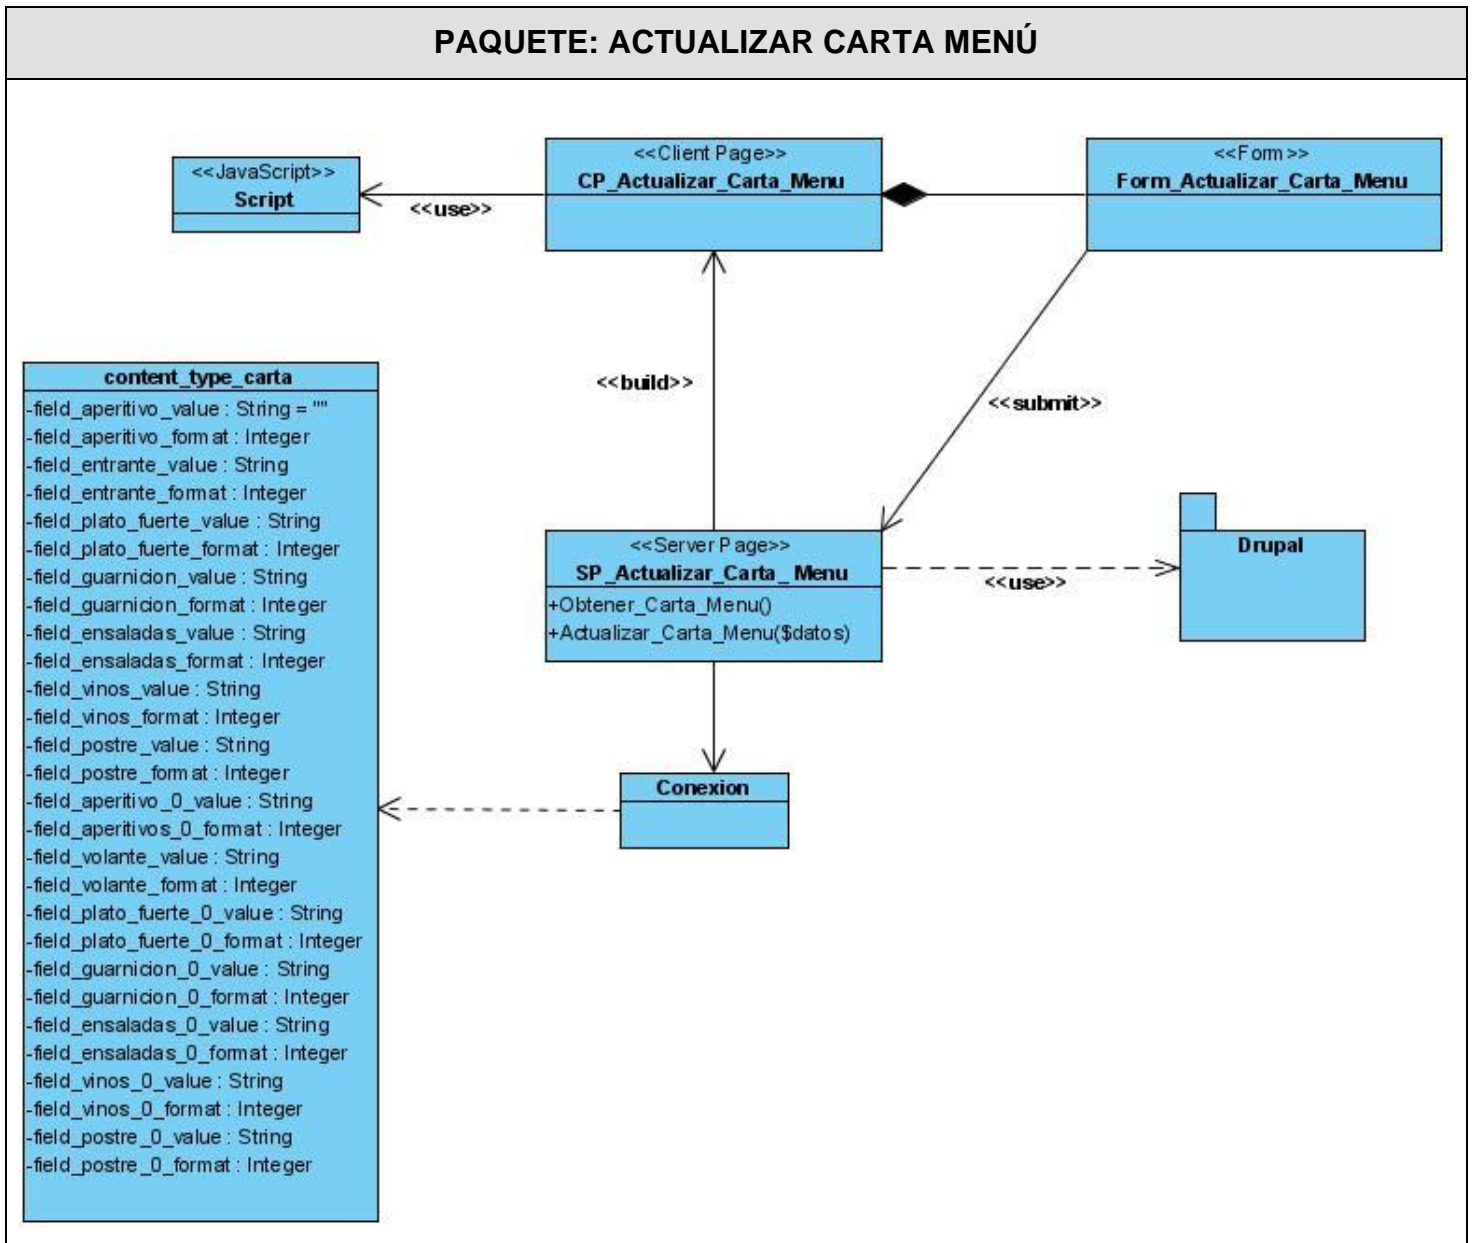 PAQUETE: ACTUALIZAR CARTA MENÚ
<<JavaScript>>
Script
<<use>>
<<Client Page>>
CP_Actualizar_Carta_Menu
<<Form>>
Form_Actualizar_Carta_Menu
<<build>>
<<submit>>
content_type_carta
-field_aperitivo_value : String = ""
-field_aperitivo_format : Integer
-field_entrante_value : String
-field_entrante_format : Integer
-field_plato_fuerte_value : String
-field_plato_fuerte_format : Integer
-field_guarnicion_value : String
-field_guarnicion_format : Integer
-field_ensaladas_value : String
-field_ensaladas_format : Integer
-field_vinos_value : String
-field_vinos_format : Integer
-field_postre_value : String
-field_postre_format : Integer
-field_aperitivo_0_value : String
-field_aperitivos_0_format : Integer
-field_volante_value : String
-field_volante_format : Integer
-field_plato_fuerte_0_value : String
-field_plato_fuerte_0_format : Integer
-field_guarnicion_0_value : String
-field_guarnicion_0_format : Integer
-field_ensaladas_0_value : String
-field_ensaladas_0_format : Integer
-field_vinos_0_value : String
-field_vinos_0_format : Integer
-field_postre_0_value : String
-field_postre_0_format : Integer
<<Server Page>>
SP_Actualizar_Carta_ Menu
+Obtener_Carta_Menu()
+Actualizar_Carta_Menu($datos)
<<use>>
Drupal
Conexion